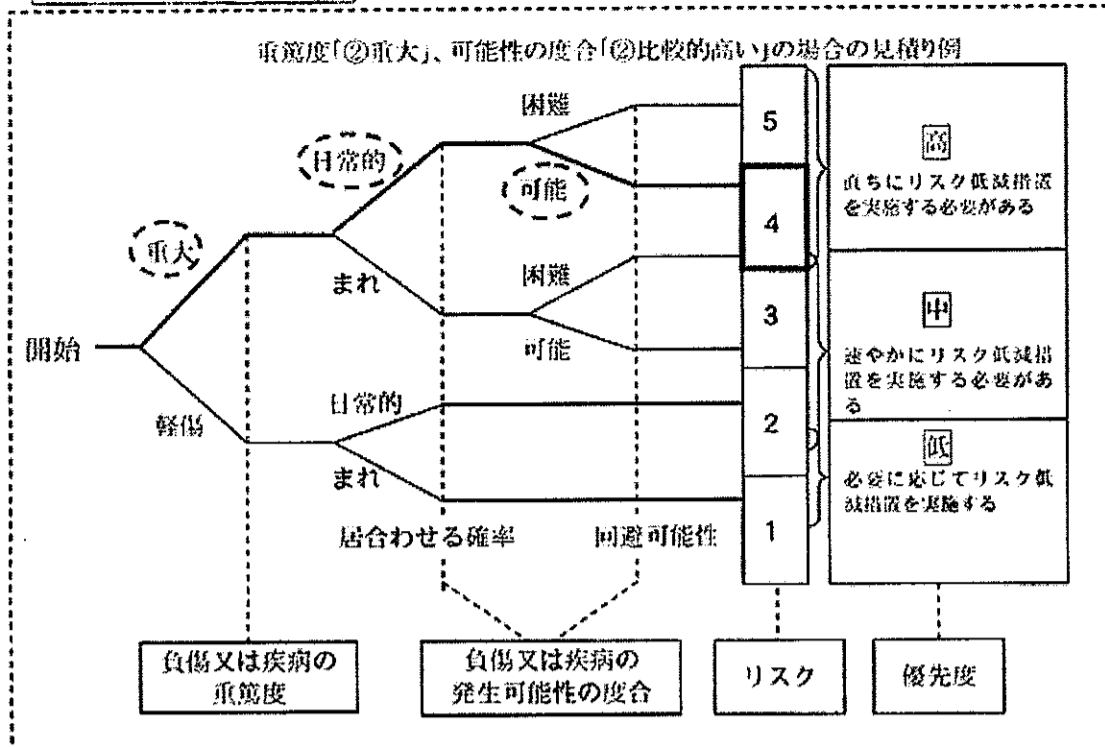 重篤度「②重大」、可能性の度合「②比較的高い」の場合の見積り例
困難
日常的
可能
重大
まれ
困難
可能
開始
軽傷
日常的
まれ
居合わせる確率
回避可能性
5
4
3
2
1
高
直ちにリスク低減措置
を実施する必要がある
中
速やかにリスク低減措
置を実施する必要があ
る
低
必要に応じてリスク低
減措置を実施する
負傷又は疾病の
重篤度
負傷又は疾病の
発生可能性の度合
リスク
優先度